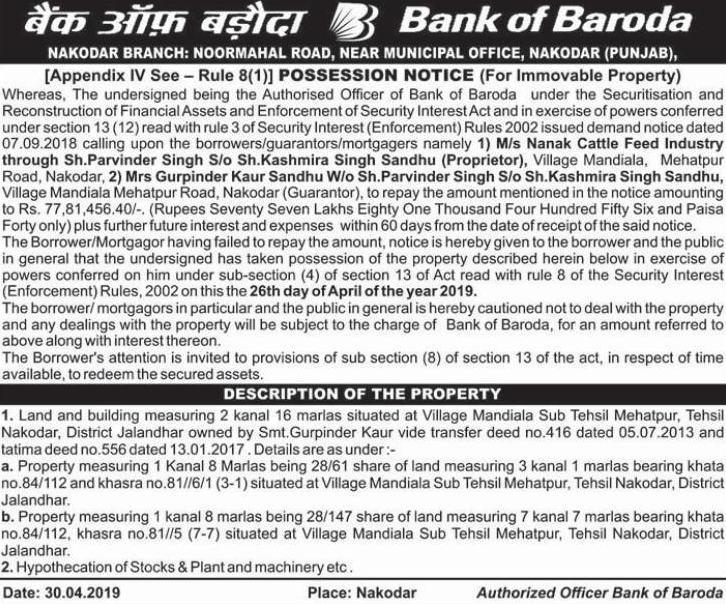 बैंक ऑफ़ बड़ौदा Bank of Baroda
NAKODAR BRANCH: NOORMAHAL ROAD, NEAR MUNICIPAL OFFICE, NAKODAR (PUNJAB),
[Appendix IV See – Rule 8(1)] POSSESSION NOTICE (For Immovable Property)
Whereas, The undersigned being the Authorised Officer of Bank of Baroda under the Securitisation and
Reconstruction of Financial Assets and Enforcement of Security Interest Act and in exercise of powers conferred
under section 13 (12) read with rule 3 of Security Interest (Enforcement) Rules 2002 issued demand notice dated
07.09.2018 calling upon the borrowers/guarantors/mortgagers namely 1) M/s Nanak Cattle Feed Industry
through Sh.Parvinder Singh S/o Sh.Kashmira Singh Sandhu (Proprietor), Village Mandiala, Mehatpur
Road, Nakodar, 2) Mrs Gurpinder Kaur Sandhu W/o Sh.Parvinder Singh S/o Sh.Kashmira Singh Sandhu,
Village Mandiala Mehatpur Road, Nakodar (Guarantor), to repay the amount mentioned in the notice amounting
to Rs. 77,81,456.40/-. (Rupees Seventy Seven Lakhs Eighty One Thousand Four Hundred Fifty Six and Paisa
Forty only) plus further future interest and expenses within 60 days from the date of receipt of the said notice.
The Borrower/Mortgagor having failed to repay the amount, notice is hereby given to the borrower and the public
in general that the undersigned has taken possession of the property described herein below in exercise of
powers conferred on him under sub-section (4) of section 13 of Act read with rule 8 of the Security Interest
(Enforcement) Rules, 2002 on this the 26th day of April of the year 2019.
The borrower/ mortgagors in particular and the public in general is hereby cautioned not to deal with the property
and any dealings with the property will be subject to the charge of Bank of Baroda, for an amount referred to
above along with interest thereon.
The Borrower's attention is invited to provisions of sub section (8) of section 13 of the act, in respect of time
available, to redeem the secured assets.
DESCRIPTION OF THE PROPERTY
1. Land and building measuring 2 kanal 16 marlas situated at Village Mandiala Sub Tehsil Mehatpur, Tehsil
Nakodar, District Jalandhar owned by Smt.Gurpinder Kaur vide transfer deed no.416 dated 05.07.2013 and
tatima deed no.556 dated 13.01.2017 . Details are as under :-
a. Property measuring 1 Kanal 8 Marlas being 28/61 share of land measuring 3 kanal 1 marlas bearing khata
no.84/112 and khasra no.81//6/1 (3-1) situated at Village Mandiala Sub Tehsil Mehatpur, Tehsil Nakodar, District
Jalandhar.
b. Property measuring 1 kanal 8 marlas being 28/147 share of land measuring 7 kanal 7 marlas bearing khata
no.84/112, khasra no.81//5 (7-7) situated at Village Mandiala Sub Tehsil Mehatpur, Tehsil Nakodar, District
Jalandhar.
2. Hypothecation of Stocks & Plant and machinery etc .
Date: 30.04.2019 Place: Nakodar Authorized Officer Bank of Baroda